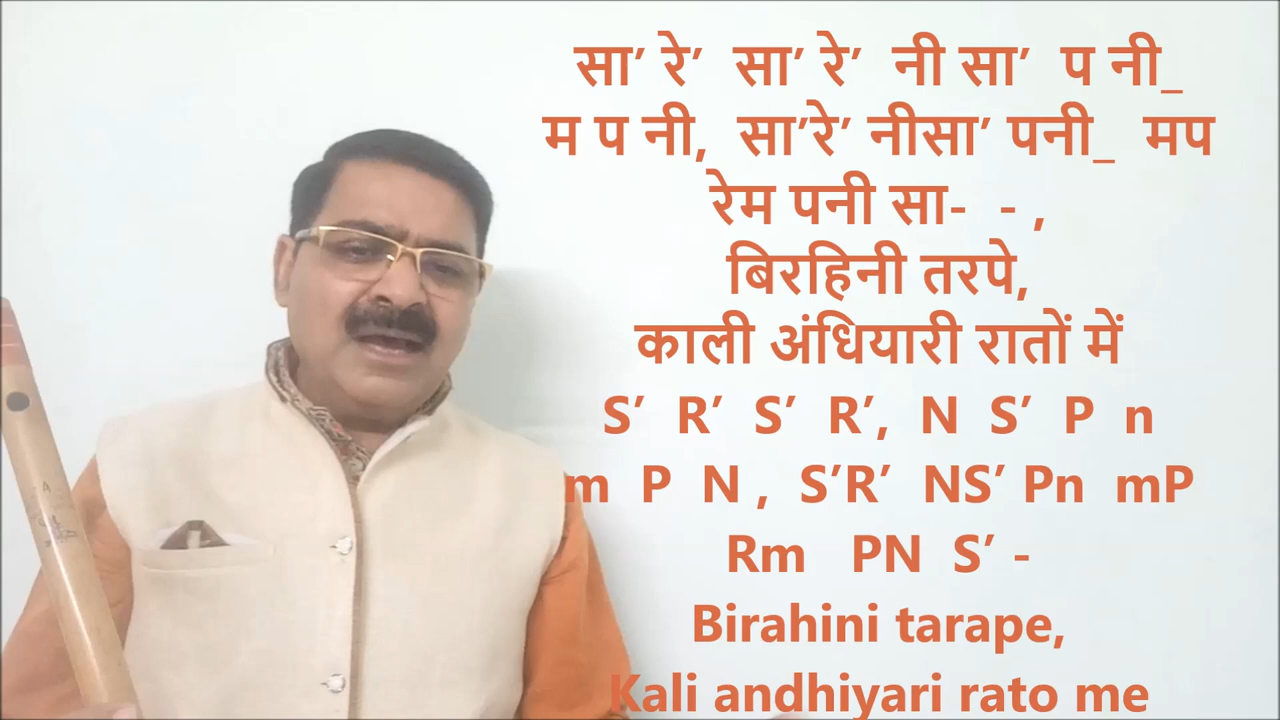 सा’ रे’ सा’ रे’ नी सा’ प नी_
म प नी, सा’रे’ नीसा’ पनी_ मप
रेम पनी सा- - ,
बिरहिनी तरपे,
काली अंधियारी रातों में
S’ R’ S’ R’, N S’ P n
m P N , S’R’ NS’ Pn mP
Rm PN S’ -
Birahini tarape,
Kali andhiyari rato me